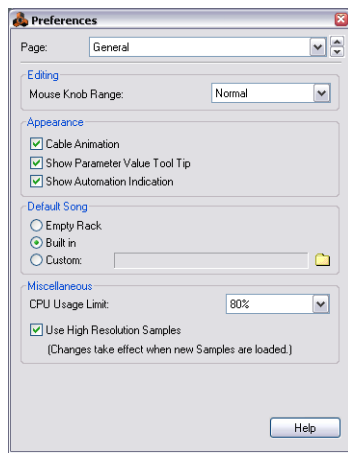 Preferences
Page: General
Editing
Mouse Knob Range: Normal
Appearance
Cable Animation
Show Parameter Value Tool Tip
Show Automation Indication
Default Song
Empty Rack
Built in
Custom:
Miscellaneous
CPU Usage Limit: 80%
Use High Resolution Samples
(Changes take effect when new Samples are loaded.)
Help